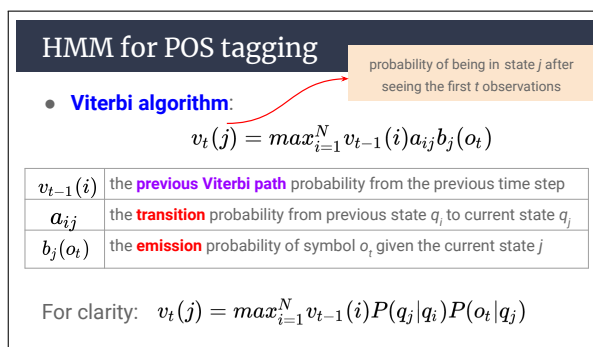 HMM for POS tagging
probability of being in state j after
seeing the first t observations
● Viterbi algorithm:
v_t(j) = max_{i=1}^{N} v_{t−1}(i)a_{ij}b_j(o_t)
v_{t−1}(i) the previous Viterbi path probability from the previous time step
a_{ij} the transition probability from previous state q_i to current state q_j
b_j(o_t) the emission probability of symbol o_t given the current state j
For clarity: v_t(j) = max_{i=1}^{N} v_{t−1}(i)P(q_j|q_i)P(o_t|q_j)